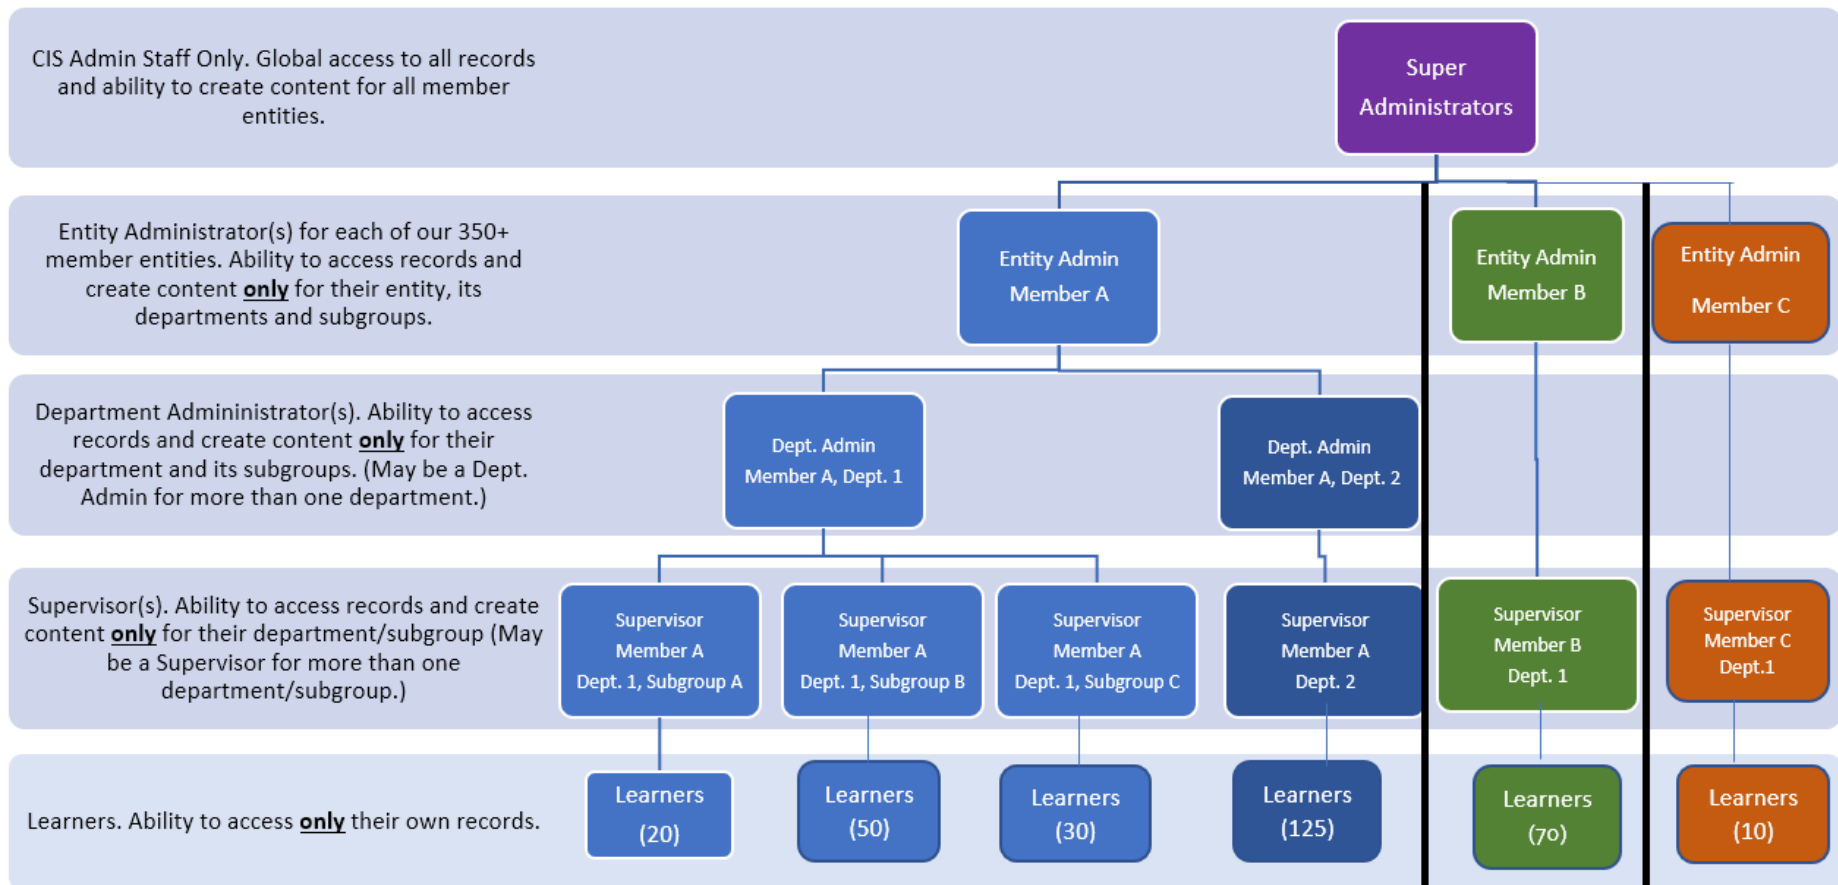 CIS Admin Staff Only. Global access to all records
and ability to create content for all member
entities.
Super
Administrators
Entity Administrator(s) for each of our 350+
member entities. Ability to access records and
create content only for their entity, its
departments and subgroups.
Entity Admin
Member A
Entity Admin
Member B
Entity Admin
Member C
Department Admininistrator(s). Ability to access
records and create content only for their
department and its subgroups. (May be a Dept.
Admin for more than one department.)
Dept. Admin
Member A, Dept. 1
Dept. Admin
Member A, Dept. 2
Supervisor(s). Ability to access records and create
content only for their department/subgroup (May
be a Supervisor for more than one
department/subgroup.)
Supervisor
Member A
Dept. 1, Subgroup A
Supervisor
Member A
Dept. 1, Subgroup B
Supervisor
Member A
Dept. 1, Subgroup C
Supervisor
Member A
Dept. 2
Supervisor
Member B
Dept. 1
Supervisor
Member C
Dept.1
Learners. Ability to access only their own records.
Learners
(20)
Learners
(50)
Learners
(30)
Learners
(125)
Learners
(70)
Learners
(10)